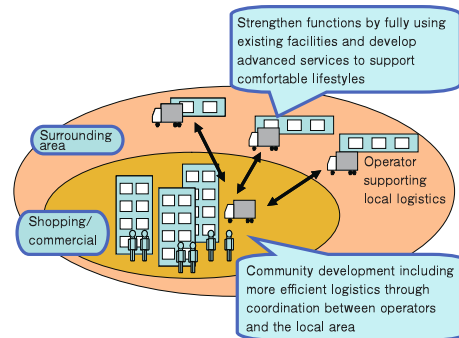 Strengthen functions by fully using
existing facilities and develop
advanced services to support
comfortable lifestyles
Surrounding
area
Operator
supporting
local logistics
Shopping/
commercial
Community development including
more efficient logistics through
coordination between operators
and the local area